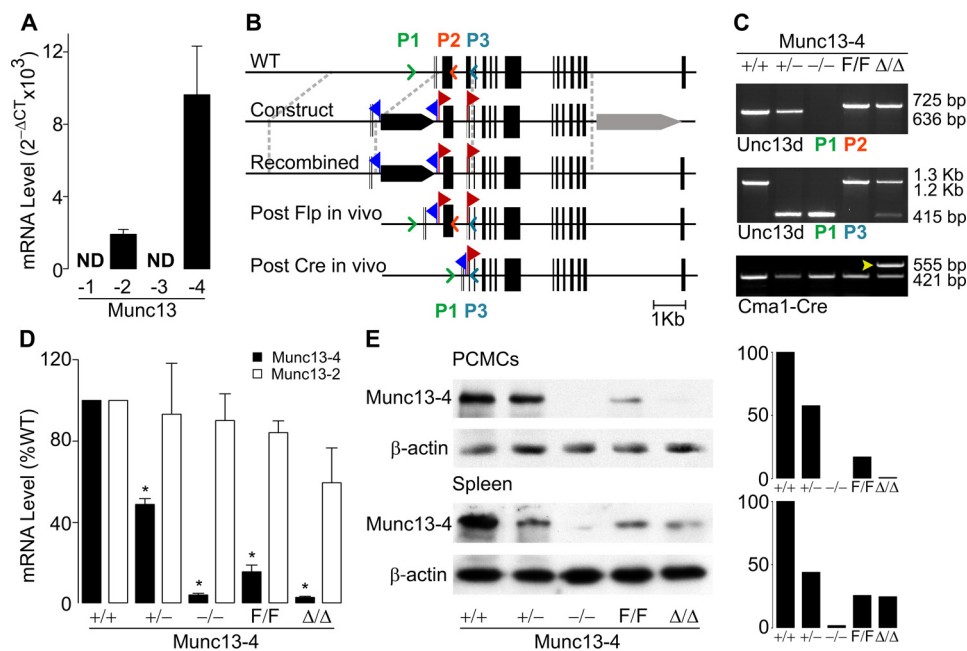 A
mRNA Level (2⁻ΔCTx10³)
12
9
6
3
0
ND
ND
-1
-2
-3
-4
Munc13
B
P1
P2
P3
WT
Construct
Recombined
Post Flp in vivo
Post Cre in vivo
P1
P3
1Kb
C
Munc13-4
+/+ +/− −/− F/F Δ/Δ
725 bp
636 bp
Unc13d P1 P2
1.3 Kb
1.2 Kb
415 bp
Unc13d P1 P3
555 bp
421 bp
Cma1-Cre
D
mRNA Level (%WT)
120
80
40
0
Munc13-4
Munc13-2
*
*
*
*
+/+ +/− −/− F/F Δ/Δ
Munc13-4
E
PCMCs
Munc13-4
β-actin
Spleen
Munc13-4
β-actin
+/+ +/− −/− F/F Δ/Δ
Munc13-4
100
50
0
+/+ +/− −/− F/F Δ/Δ
100
50
0
+/+ +/− −/− F/F Δ/Δ